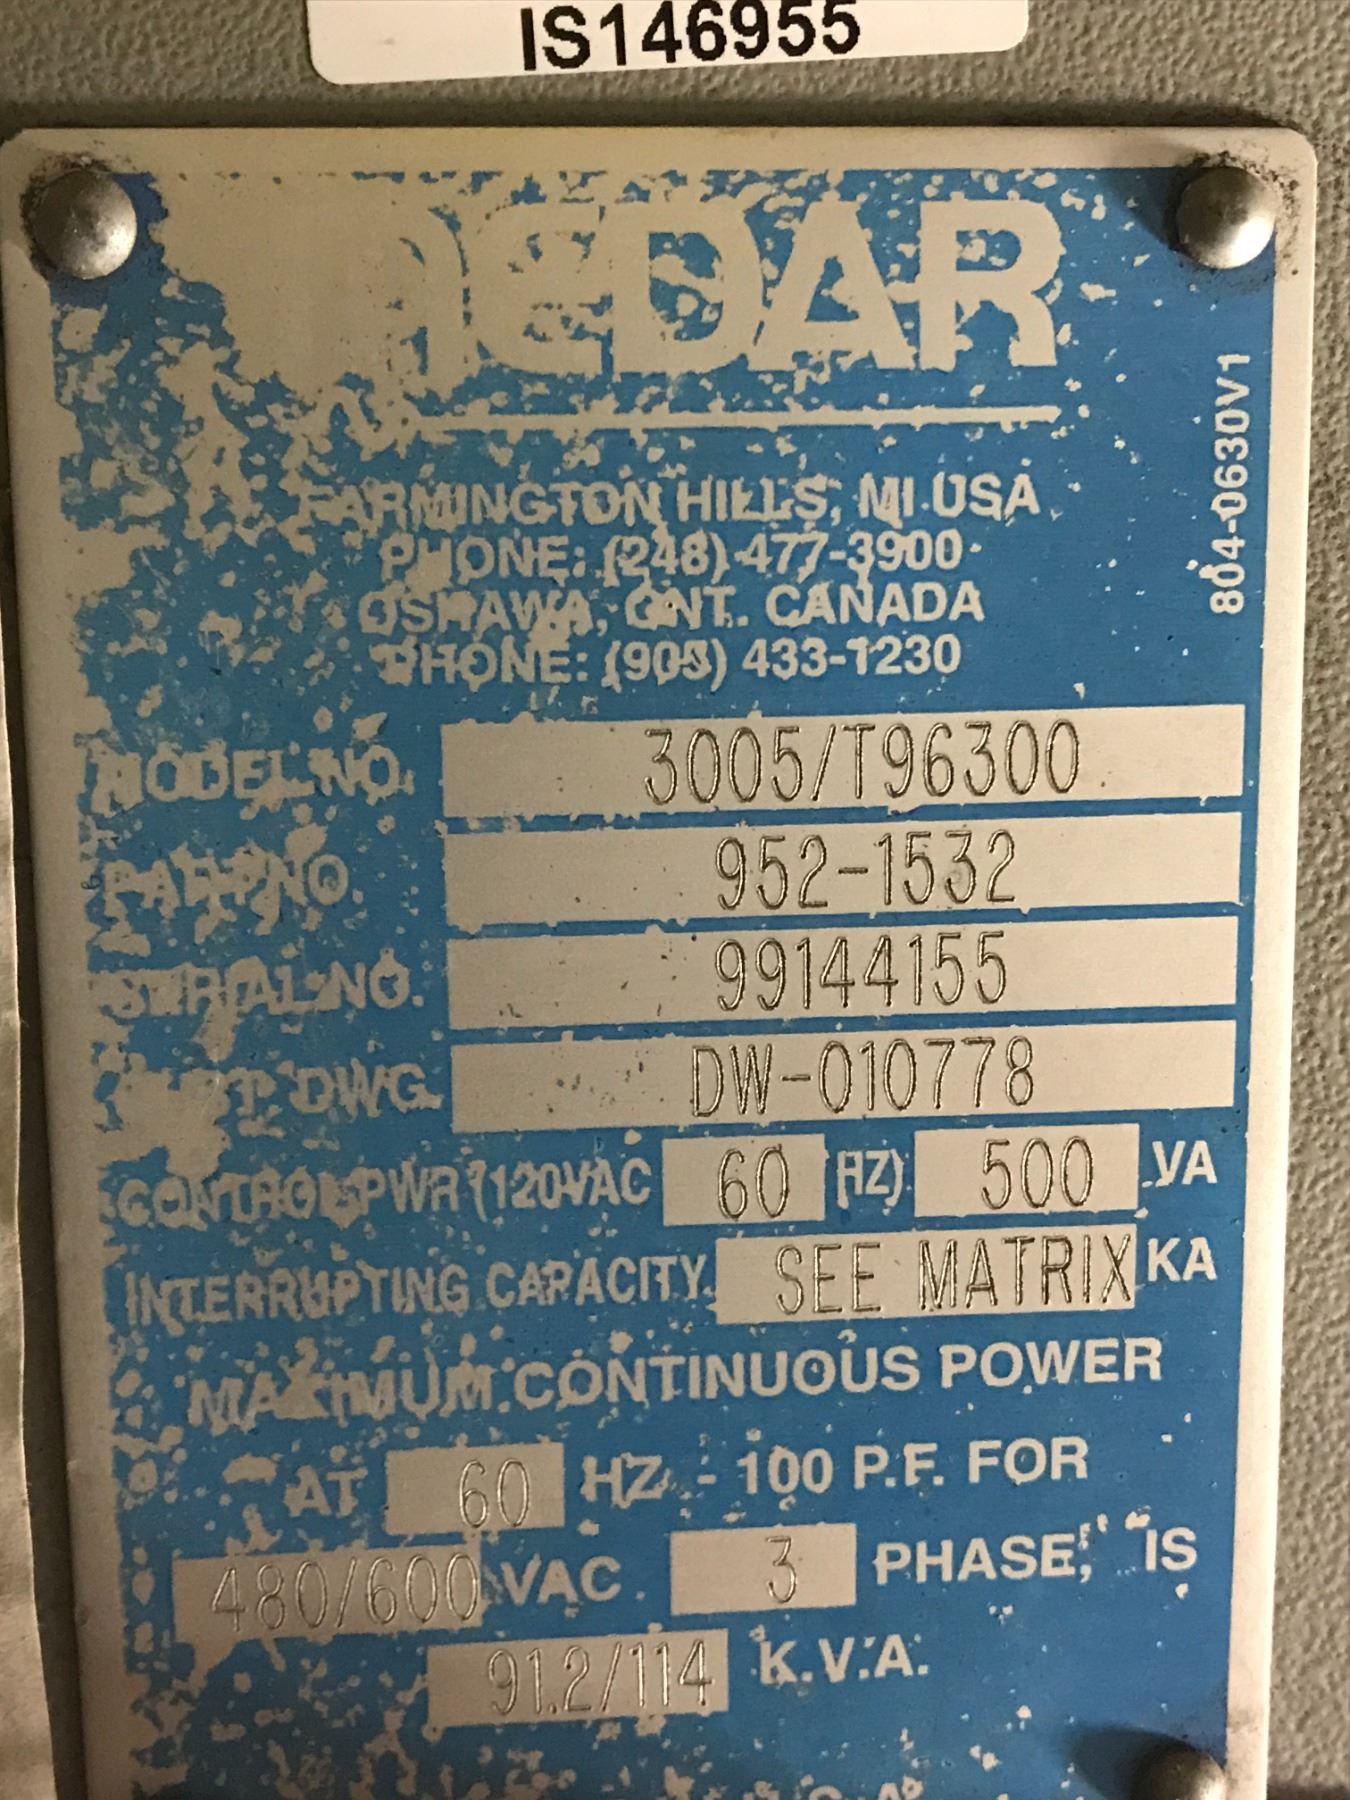 IS146955
804-0630V1
FARMINGTON HILLS, MI USA
PHONE: (248) 477-3900
OSHAWA, ONT. CANADA
PHONE: (905) 433-1230
MODEL NO. 3005/T96300
PART NO. 952-1532
SERIAL NO. 99144155
DWG. DW-010778
CONTROL PWR (120VAC 60 (HZ) 500 VA
INTERRUPTING CAPACITY SEE MATRIX KA
MAXIMUM CONTINUOUS POWER
AT 60 HZ - 100 P.F. FOR
480/600 VAC 3 PHASE, IS
91.2/114 K.V.A.